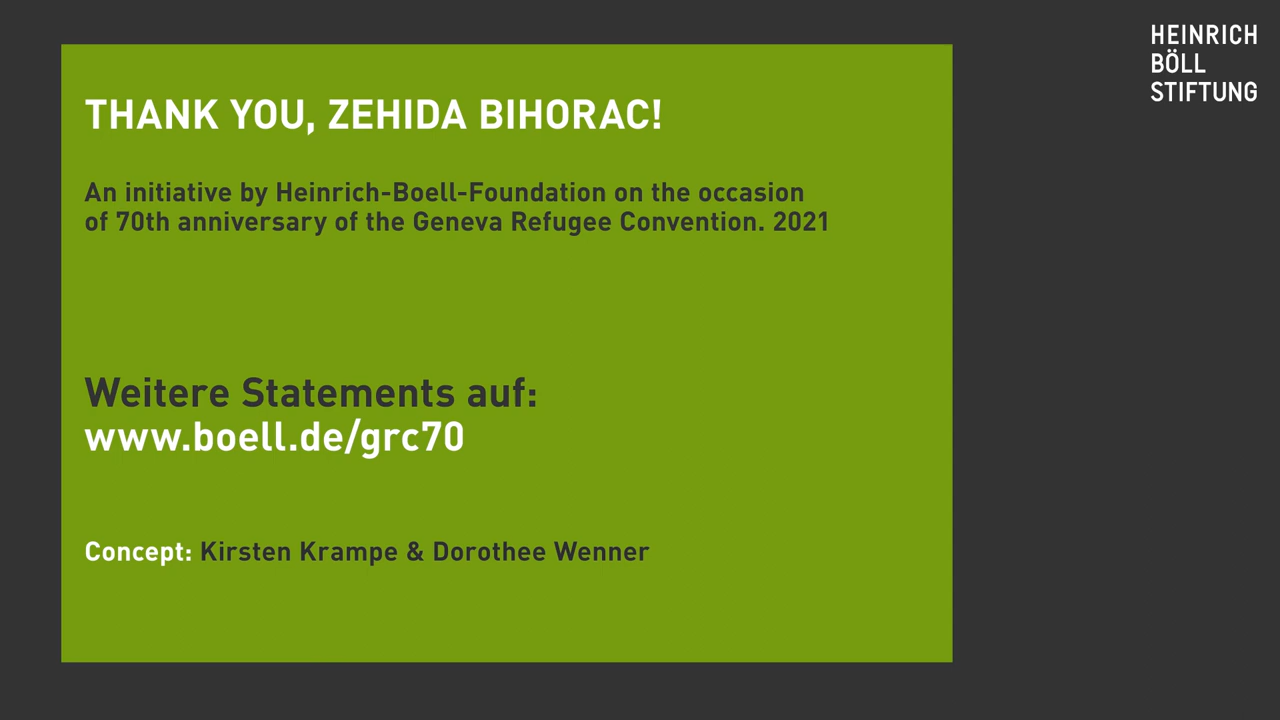 HEINRICH
BÖLL
STIFTUNG
THANK YOU, ZEHIDA BIHORAC!
An initiative by Heinrich-Boell-Foundation on the occasion
of 70th anniversary of the Geneva Refugee Convention. 2021
Weitere Statements auf:
www.boell.de/grc70
Concept: Kirsten Krampe & Dorothee Wenner